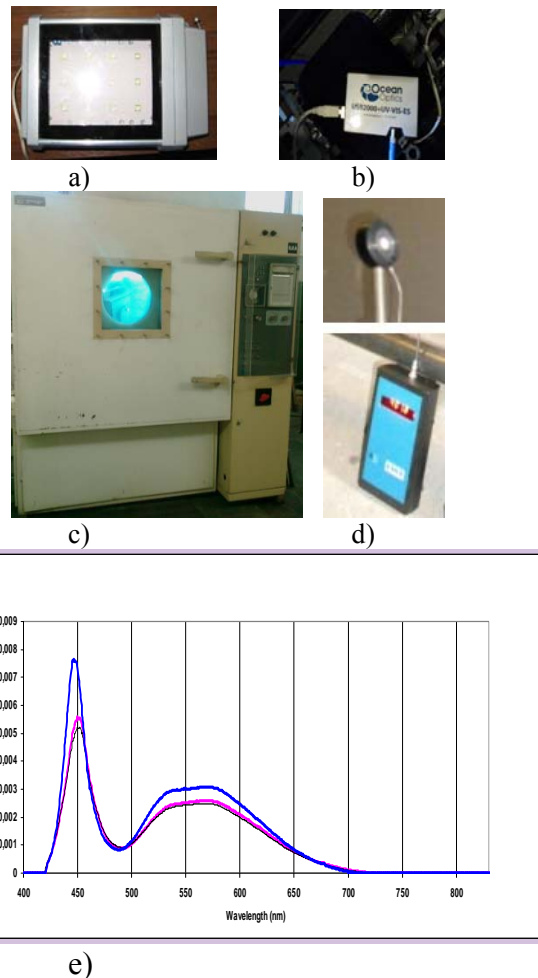 a)
b)
Ocean
Optics
USB2000+UV-VIS-ES
c)
d)
0,009
0,008
0,007
0,006
0,005
0,004
0,003
0,002
0,001
0
400 450 500 550 600 650 700 750 800
Wavelength (nm)
e)